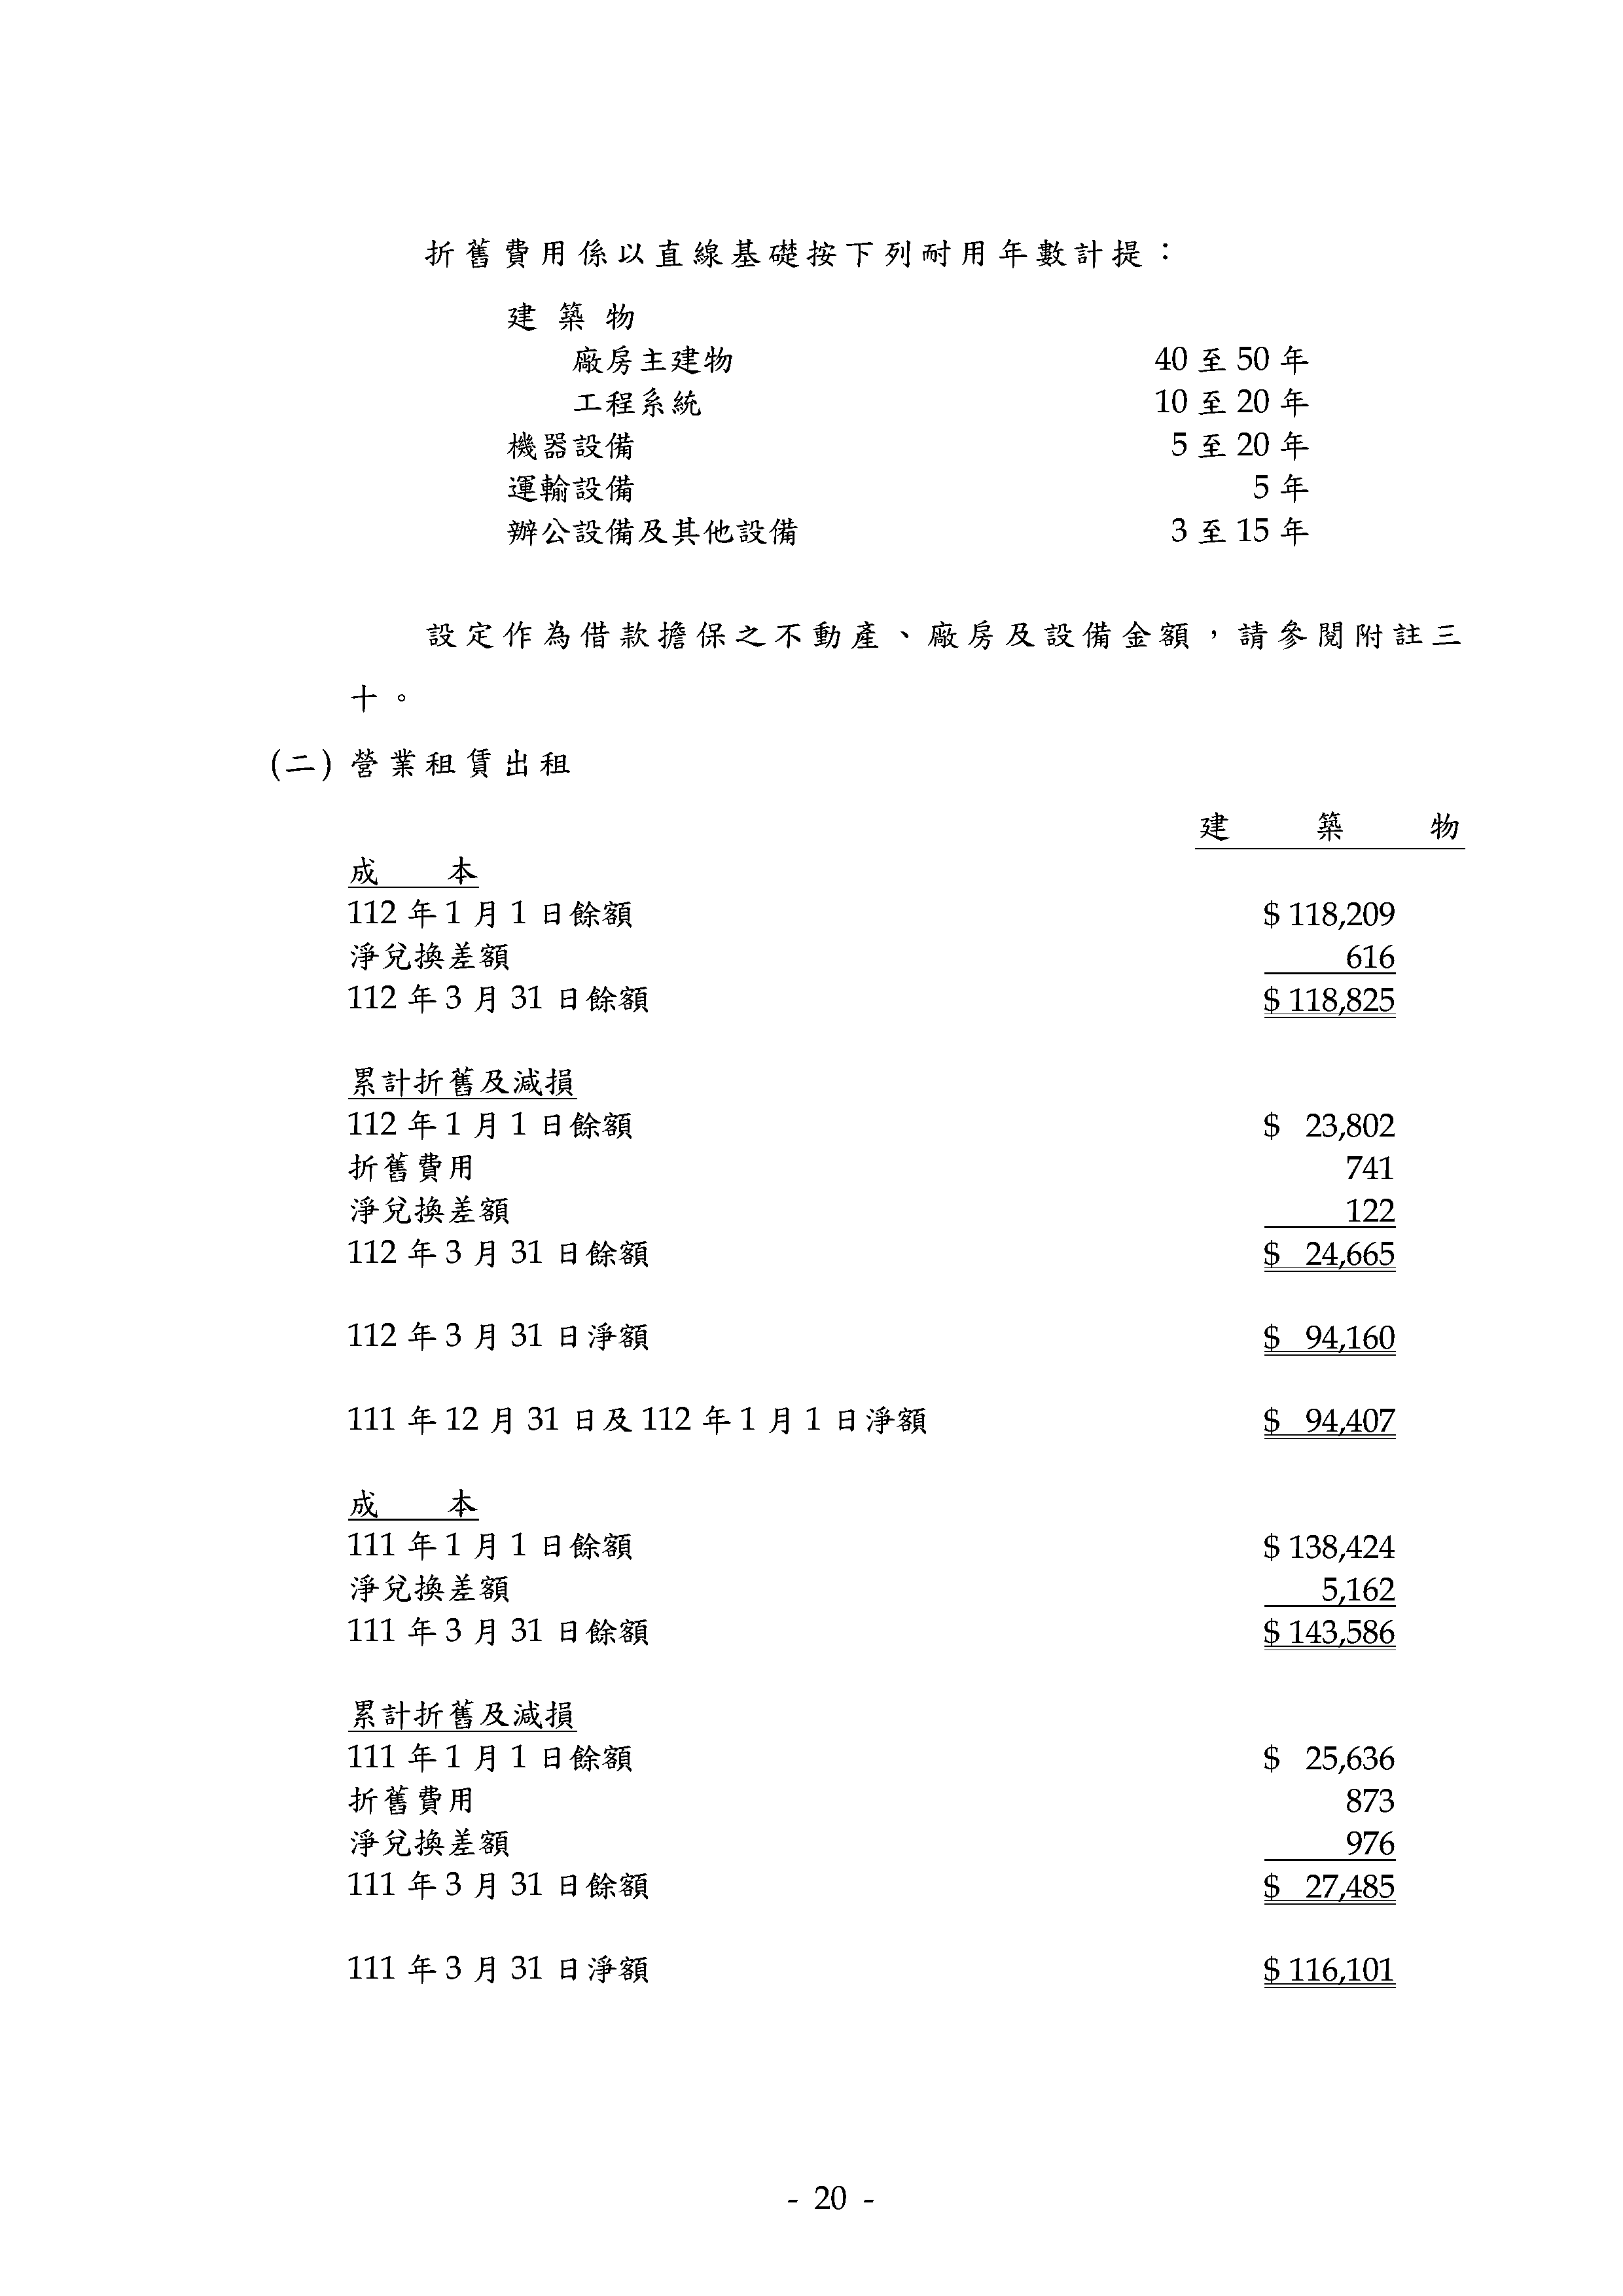 折舊費用係以直線基礎按下列耐用年數計提：
建築物
廠房主建物 40 至 50 年
工程系統 10 至 20 年
機器設備 5 至 20 年
運輸設備 5 年
辦公設備及其他設備 3 至 15 年
設定作為借款擔保之不動產、廠房及設備金額，請參閱附註三
十。
(二) 營業租賃出租
建築物
成本
112 年 1 月 1 日餘額 $ 118,209
淨兌換差額 616
112 年 3 月 31 日餘額 $ 118,825
累計折舊及減損
112 年 1 月 1 日餘額 $ 23,802
折舊費用 741
淨兌換差額 122
112 年 3 月 31 日餘額 $ 24,665
112 年 3 月 31 日淨額 $ 94,160
111 年 12 月 31 日及 112 年 1 月 1 日淨額 $ 94,407
成本
111 年 1 月 1 日餘額 $ 138,424
淨兌換差額 5,162
111 年 3 月 31 日餘額 $ 143,586
累計折舊及減損
111 年 1 月 1 日餘額 $ 25,636
折舊費用 873
淨兌換差額 976
111 年 3 月 31 日餘額 $ 27,485
111 年 3 月 31 日淨額 $ 116,101
- 20 -